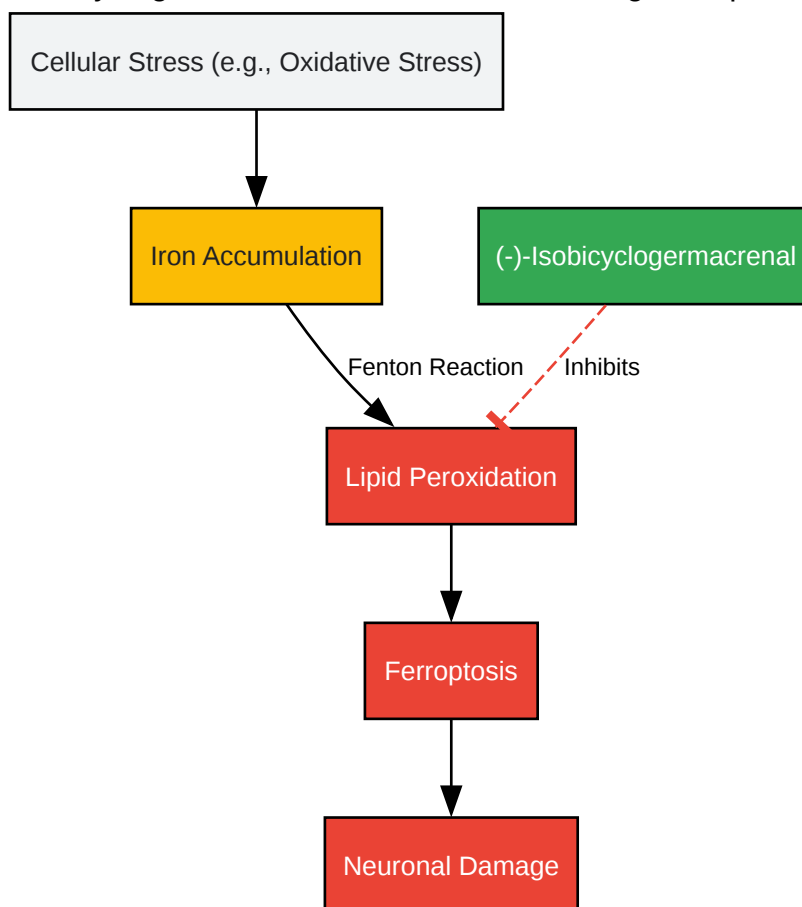 Cellular Stress (e.g., Oxidative Stress)
Iron Accumulation
(-)-Isobicyclogermacrenal
Fenton Reaction
Inhibits
Lipid Peroxidation
Ferroptosis
Neuronal Damage